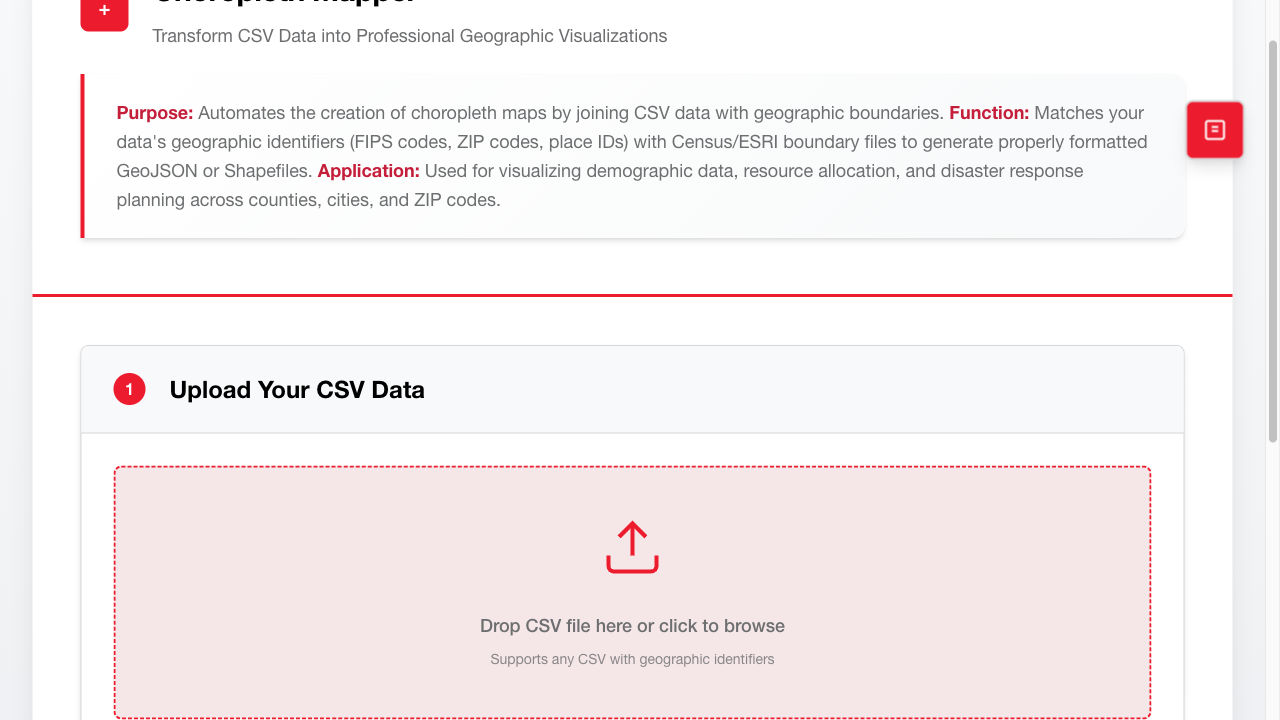 +
Choropleth Mapper
Transform CSV Data into Professional Geographic Visualizations
Purpose: Automates the creation of choropleth maps by joining CSV data with geographic boundaries. Function: Matches your
data's geographic identifiers (FIPS codes, ZIP codes, place IDs) with Census/ESRI boundary files to generate properly formatted
GeoJSON or Shapefiles. Application: Used for visualizing demographic data, resource allocation, and disaster response
planning across counties, cities, and ZIP codes.
1 Upload Your CSV Data
Drop CSV file here or click to browse
Supports any CSV with geographic identifiers